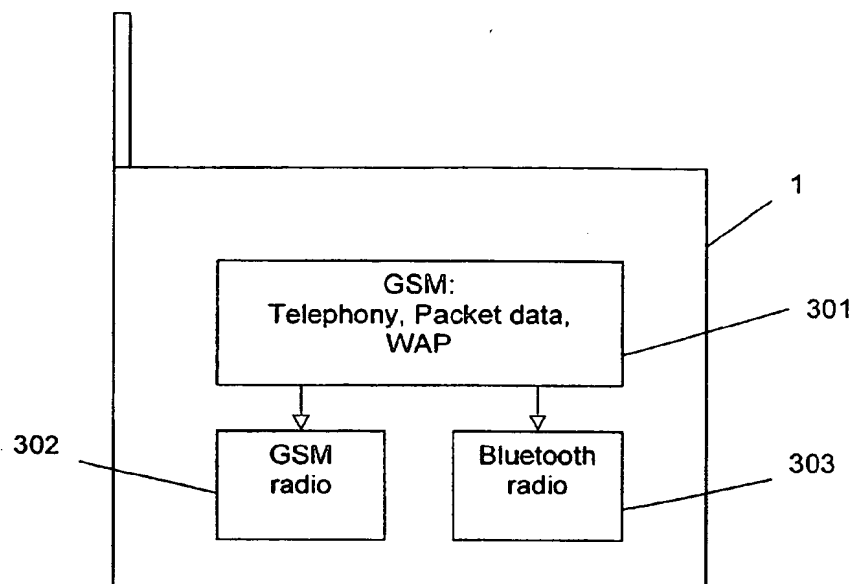 1
GSM:
Telephony, Packet data,
WAP
301
302
GSM
radio
Bluetooth
radio
303